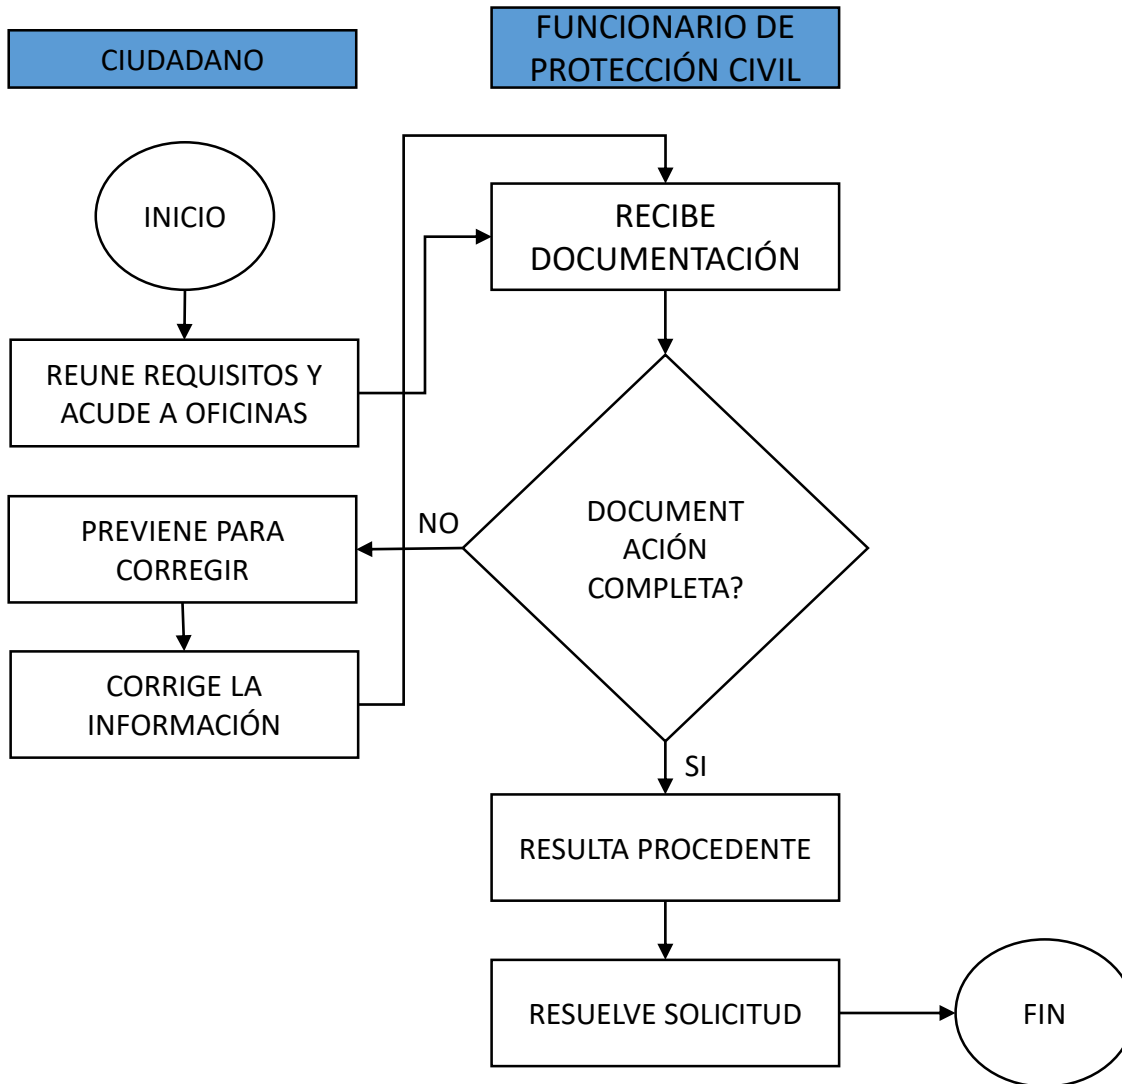 CIUDADANO
FUNCIONARIO DE
PROTECCIÓN CIVIL
INICIO
RECIBE
DOCUMENTACIÓN
REUNE REQUISITOS Y
ACUDE A OFICINAS
PREVIENE PARA
CORREGIR
NO
DOCUMENT
ACIÓN
COMPLETA?
CORRIGE LA
INFORMACIÓN
SI
RESULTA PROCEDENTE
RESUELVE SOLICITUD
FIN